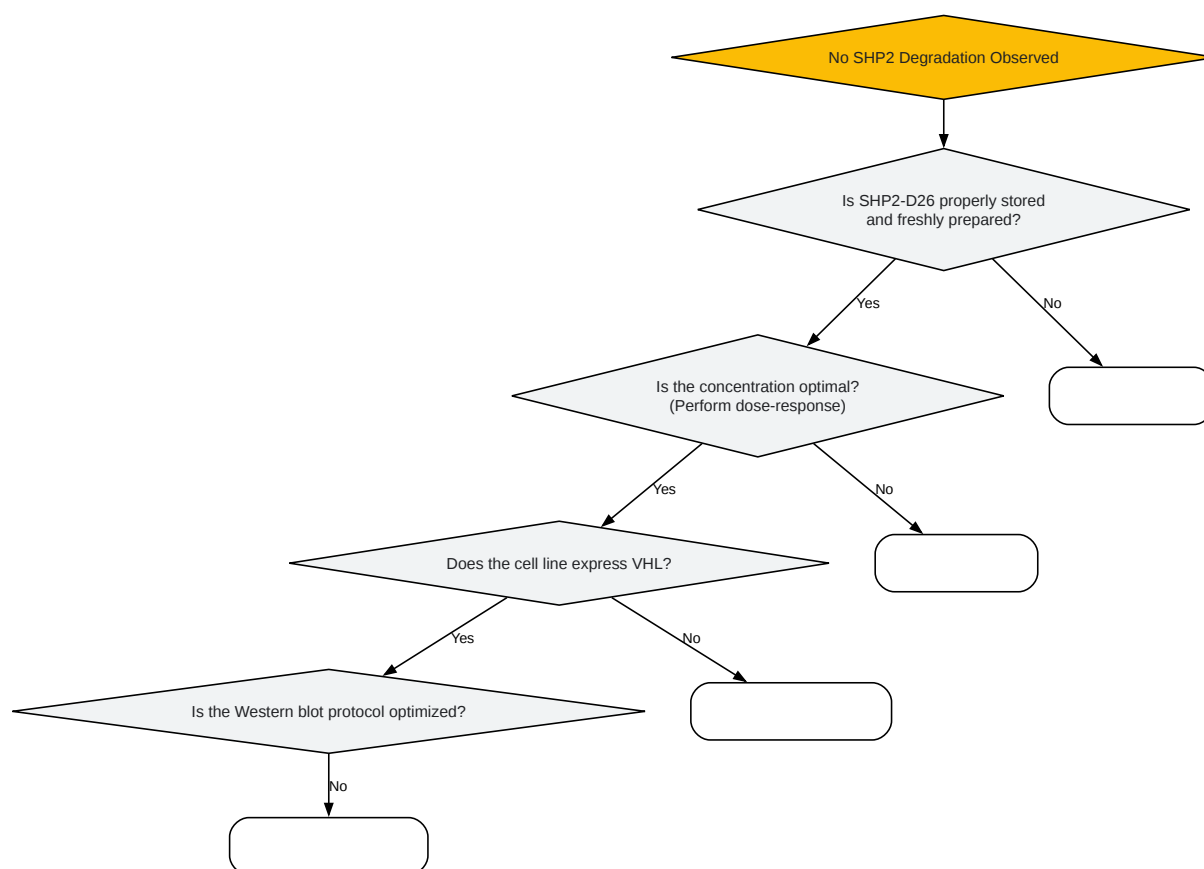 No SHP2 Degradation Observed
Is SHP2-D26 properly stored
and freshly prepared?
Yes
No
Is the concentration optimal?
(Perform dose-response)
Yes
No
Does the cell line express VHL?
Yes
No
Is the Western blot protocol optimized?
No